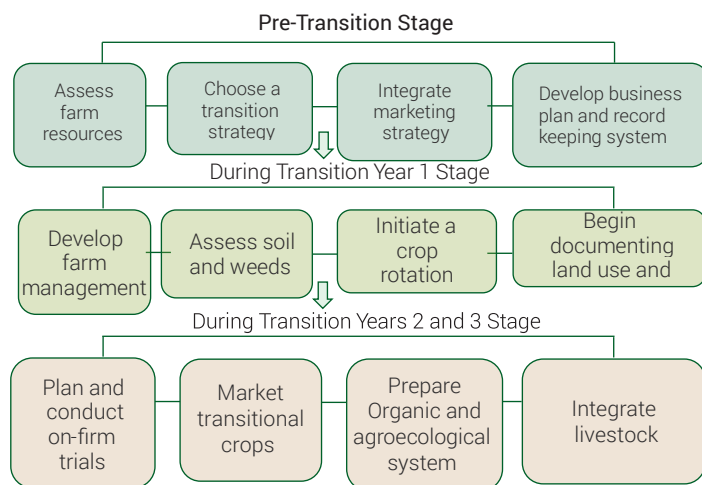 Pre-Transition Stage
Assess
farm
resources
Choose a
transition
strategy
Integrate
marketing
strategy
Develop business
plan and record
keeping system
During Transition Year 1 Stage
Develop
farm
management
Assess soil
and weeds
Initiate a
crop
rotation
Begin
documenting
land use and
During Transition Years 2 and 3 Stage
Plan and
conduct
on-firm
trials
Market
transitional
crops
Prepare
Organic and
agroecological
system
Integrate
livestock